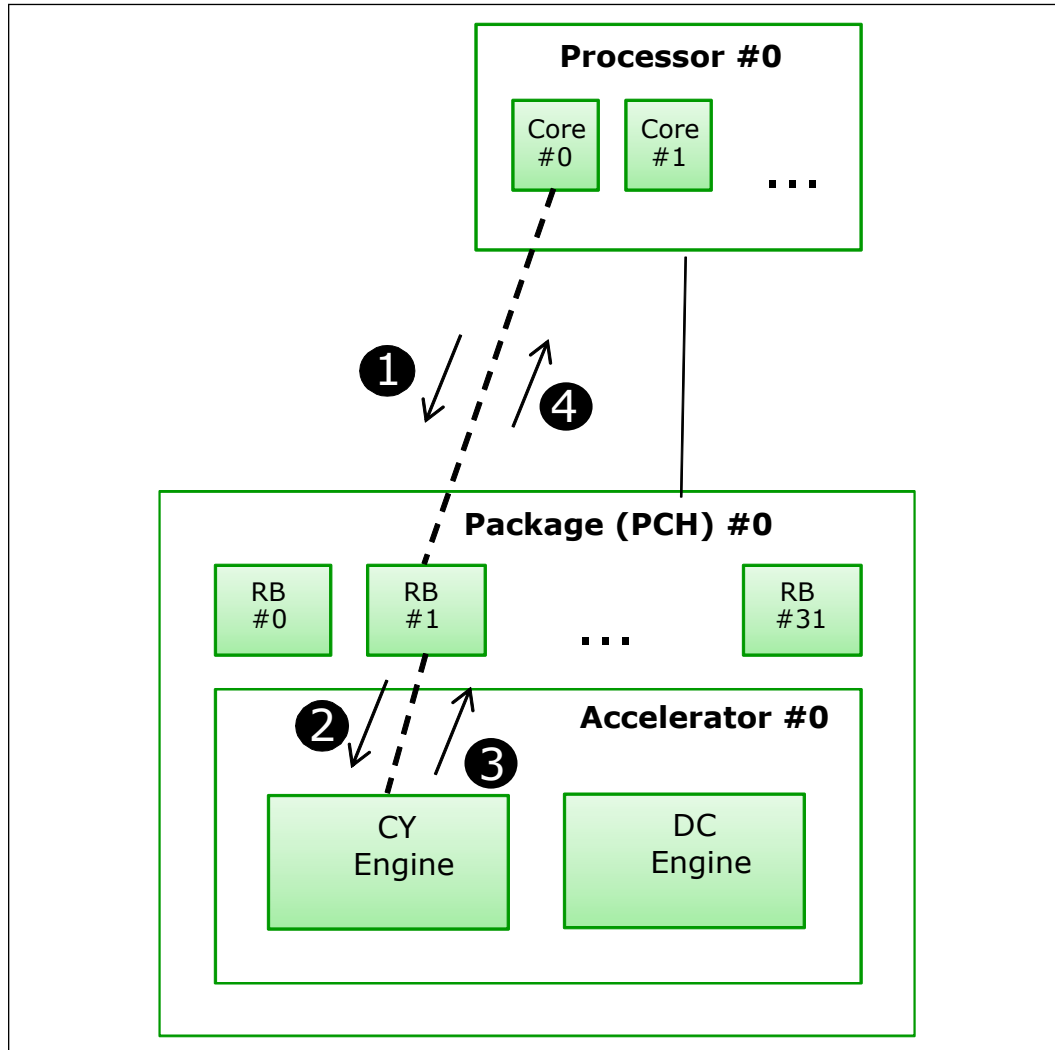 Processor #0
Core
#0
Core
#1
...
1
4
Package (PCH) #0
RB
#0
RB
#1
...
RB
#31
2
3
Accelerator #0
CY
Engine
DC
Engine